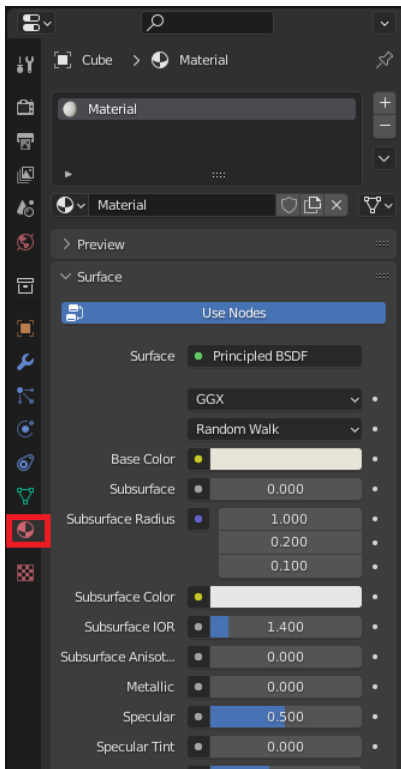 Cube > Material
Material
Material
Preview
Surface
Use Nodes
Surface Principled BSDF
GGX
Random Walk
Base Color
Subsurface 0.000
Subsurface Radius 1.000
0.200
0.100
Subsurface Color
Subsurface IOR 1.400
Subsurface Anisot... 0.000
Metallic 0.000
Specular 0.500
Specular Tint 0.000